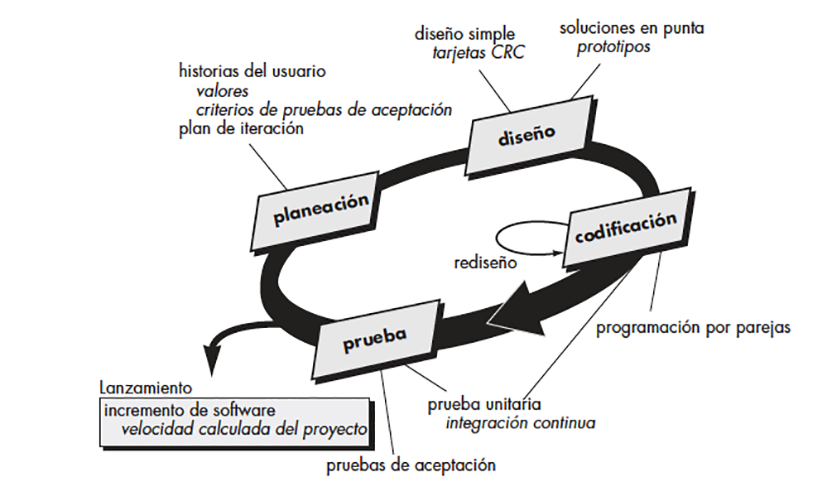 diseño simple
tarjetas CRC
soluciones en punta
prototipos
historias del usuario
valores
criterios de pruebas de aceptación
plan de iteración
diseño
planeación
codificación
rediseño
programación por parejas
prueba
Lanzamiento
incremento de software
velocidad calculada del proyecto
prueba unitaria
integración continua
pruebas de aceptación